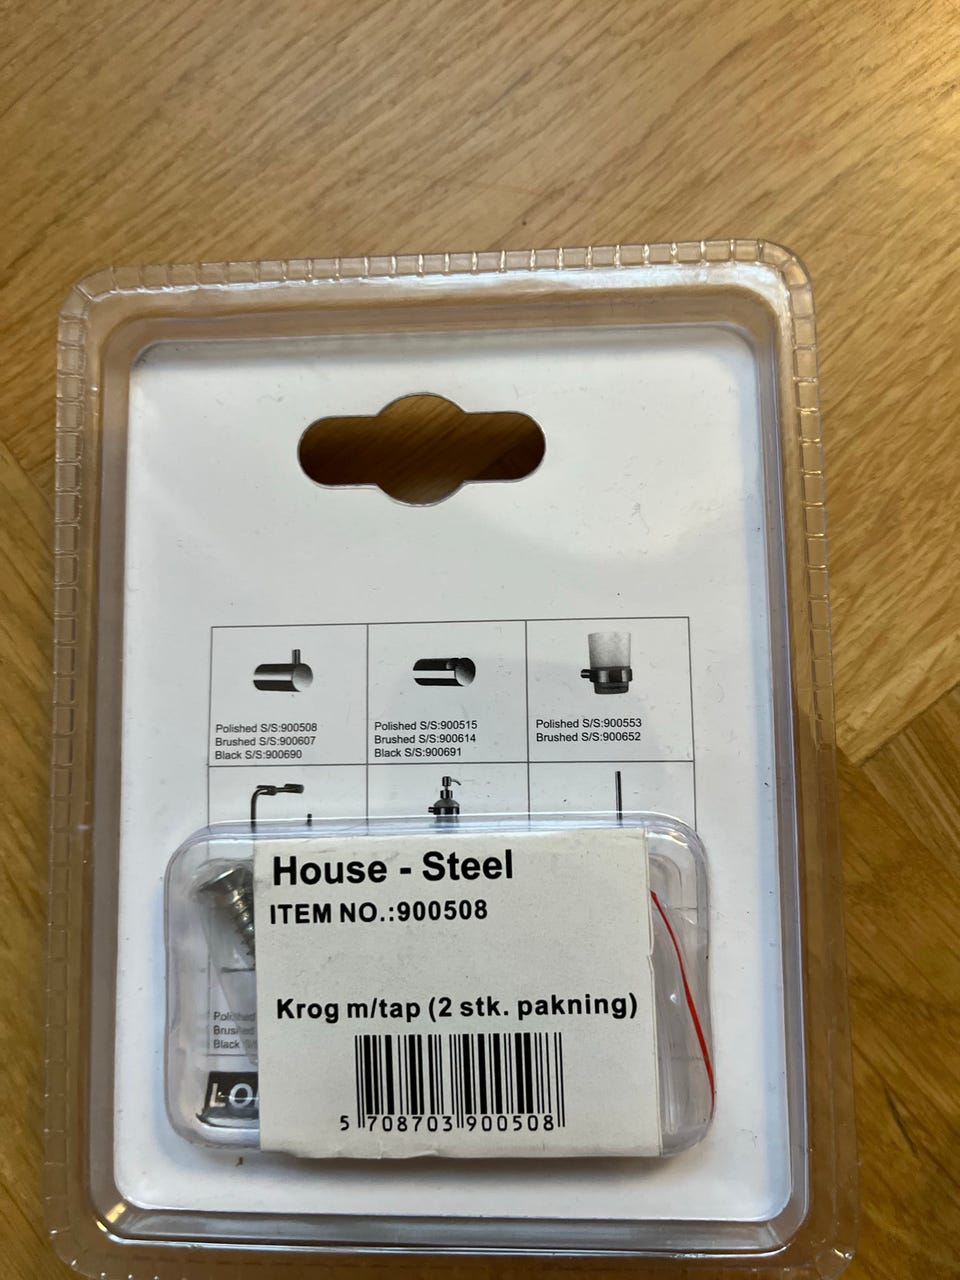 Polished S/S:900508
Brushed S/S:900607
Black S/S:900690
Polished S/S:900515
Brushed S/S:900614
Black S/S:900691
Polished S/S:900553
Brushed S/S:900652
House - Steel
ITEM NO.:900508
Krog m/tap (2 stk. pakning)
5 708703 900508